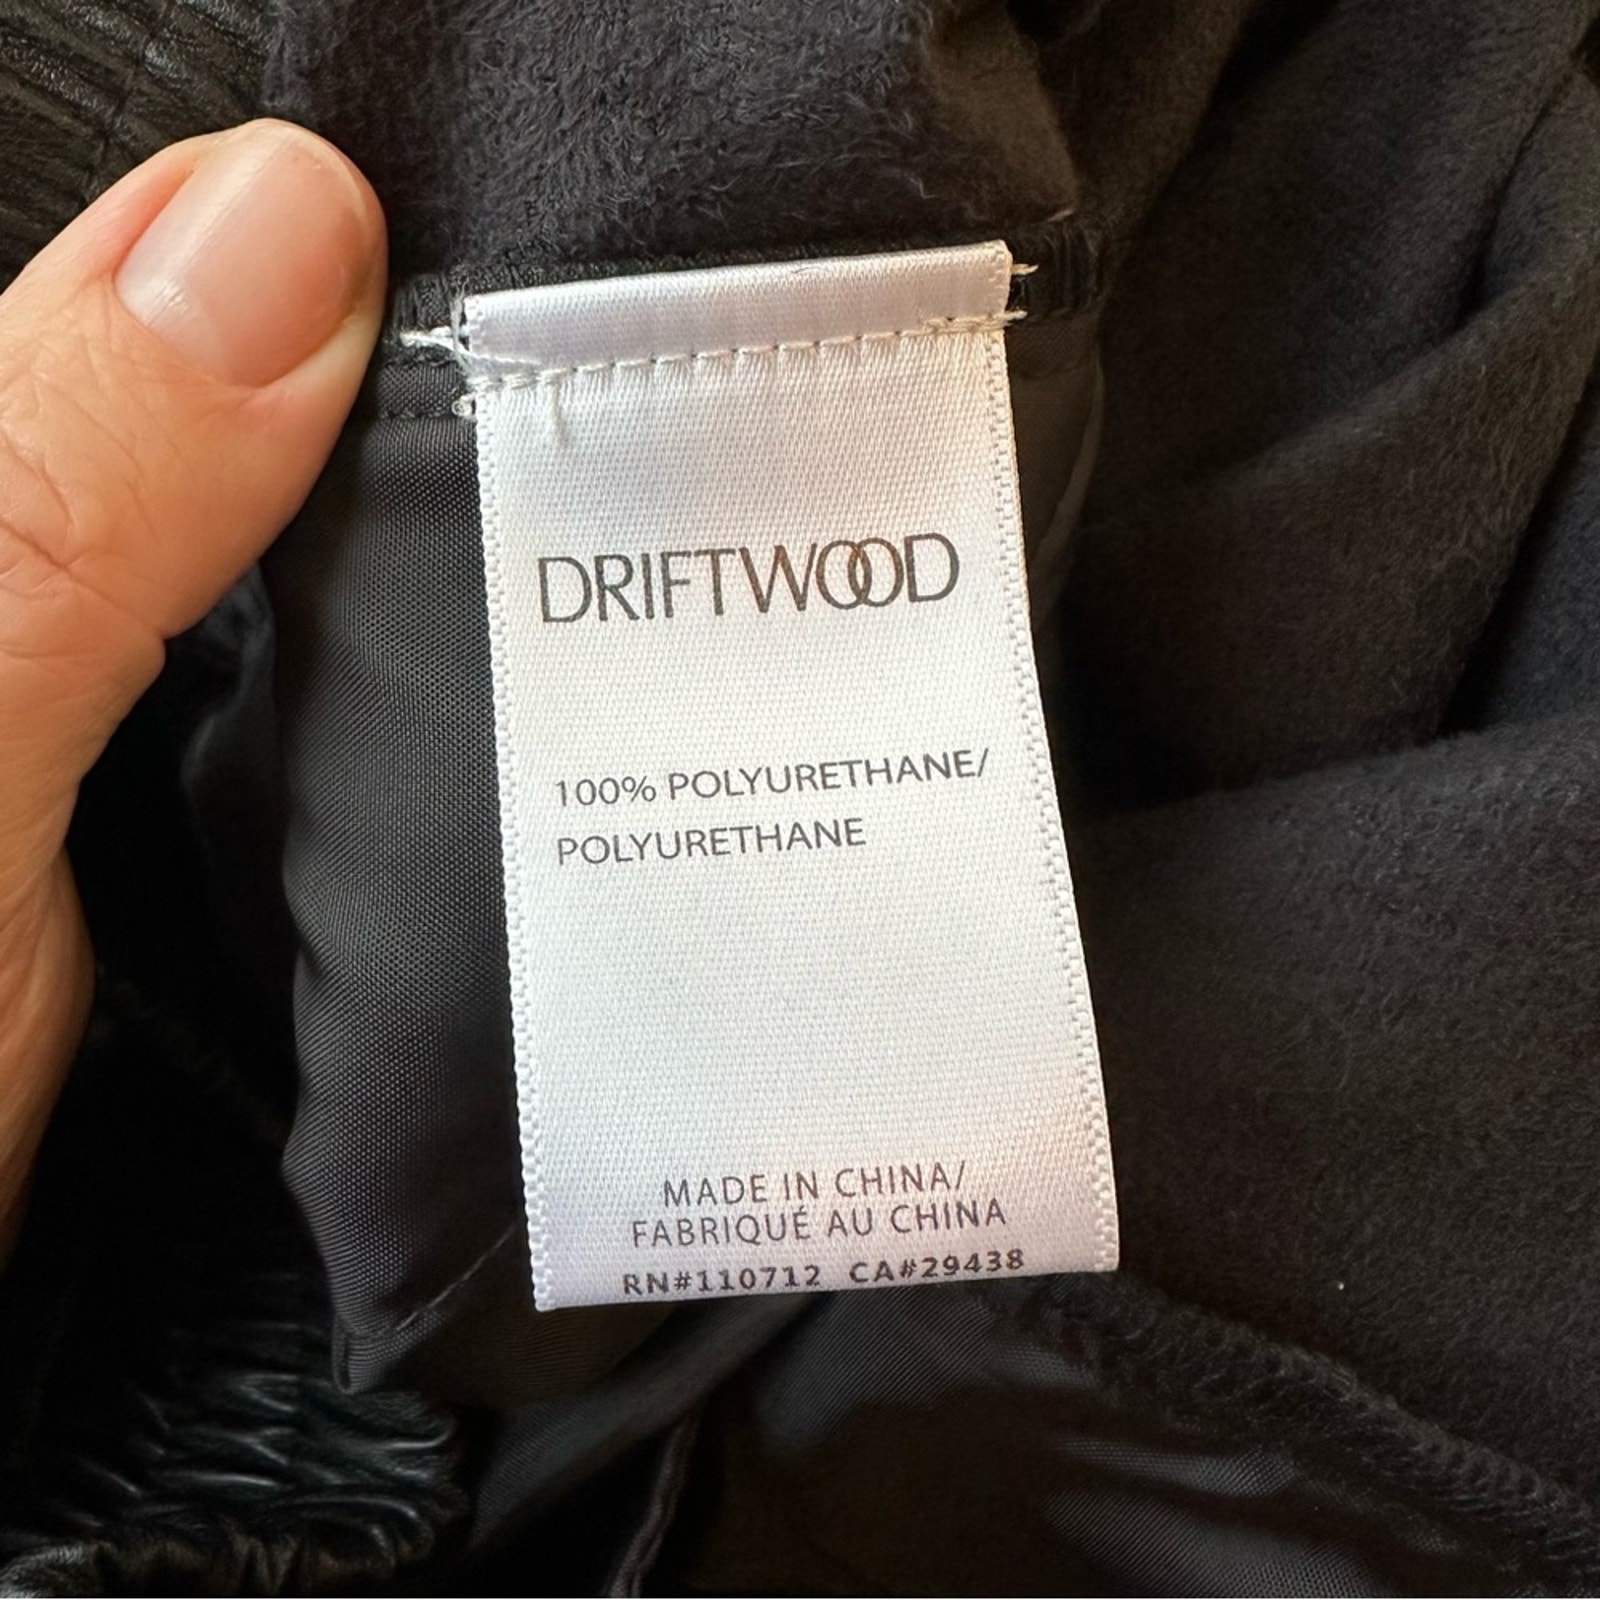 DRIFTWOOD
100% POLYURETHANE/
POLYURETHANE
MADE IN CHINA/
FABRIQUÉ AU CHINA
RN#110712 CA#29438